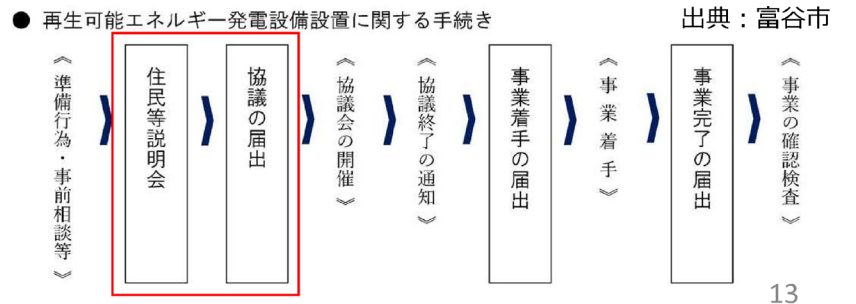 ● 再生可能エネルギー発電設備設置に関する手続き
出典：富谷市
《準備行為・事前相談等》
住民等説明会
協議の届出
《協議会の開催》
《協議終了の通知》
事業着手の届出
《事業着手》
事業完了の届出
《事業の確認検査》
13